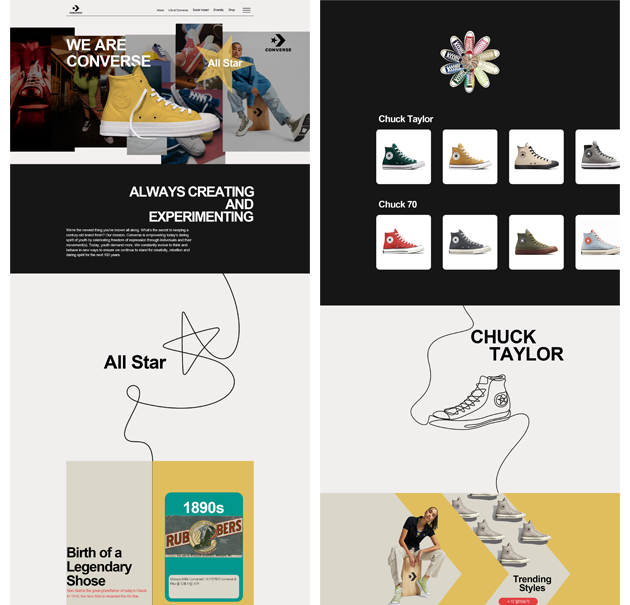 CONVERSE
About
Life at Converse
Social Impact
Diversity
Shop
WE ARE
CONVERSE
All Star
CONVERSE
ALWAYS CREATING
AND
EXPERIMENTING
We're the newest thing you've known all along. What's the secret to keeping a
century-old brand fresh? Our mission. Converse is empowering today's daring
spirit of youth by celebrating freedom of expression through individuals and their
movement(s). Today, youth demand more. We constantly evolve to think and
behave in new ways to ensure we continue to stand for creativity, rebellion and
daring spirit for the next 100 years.
All Star
1890s
RUBBERS
Birth of a
Legendary
Shose
Chuck Taylor
Chuck 70
CHUCK
TAYLOR
Trending
Styles